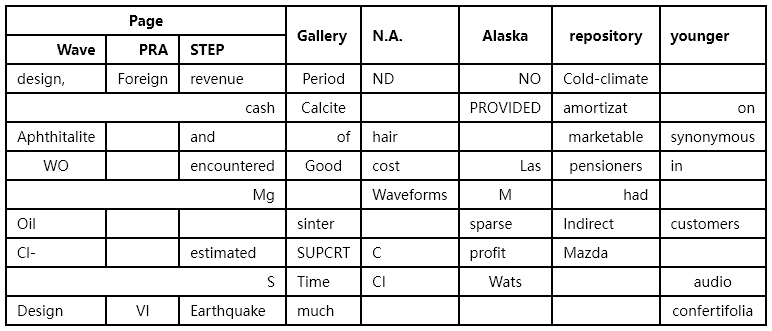 Page Gallery N.A. Alaska repository younger
Wave PRA STEP
design, Foreign revenue Period ND NO Cold-climate
cash Calcite PROVIDED amortizat on
Aphthitalite and of hair marketable synonymous
WO encountered Good cost Las pensioners in
Mg Waveforms M had
Oil sinter sparse Indirect customers
Cl- estimated SUPCRT C profit Mazda
S Time Cl Wats audio
Design VI Earthquake much confertifolia